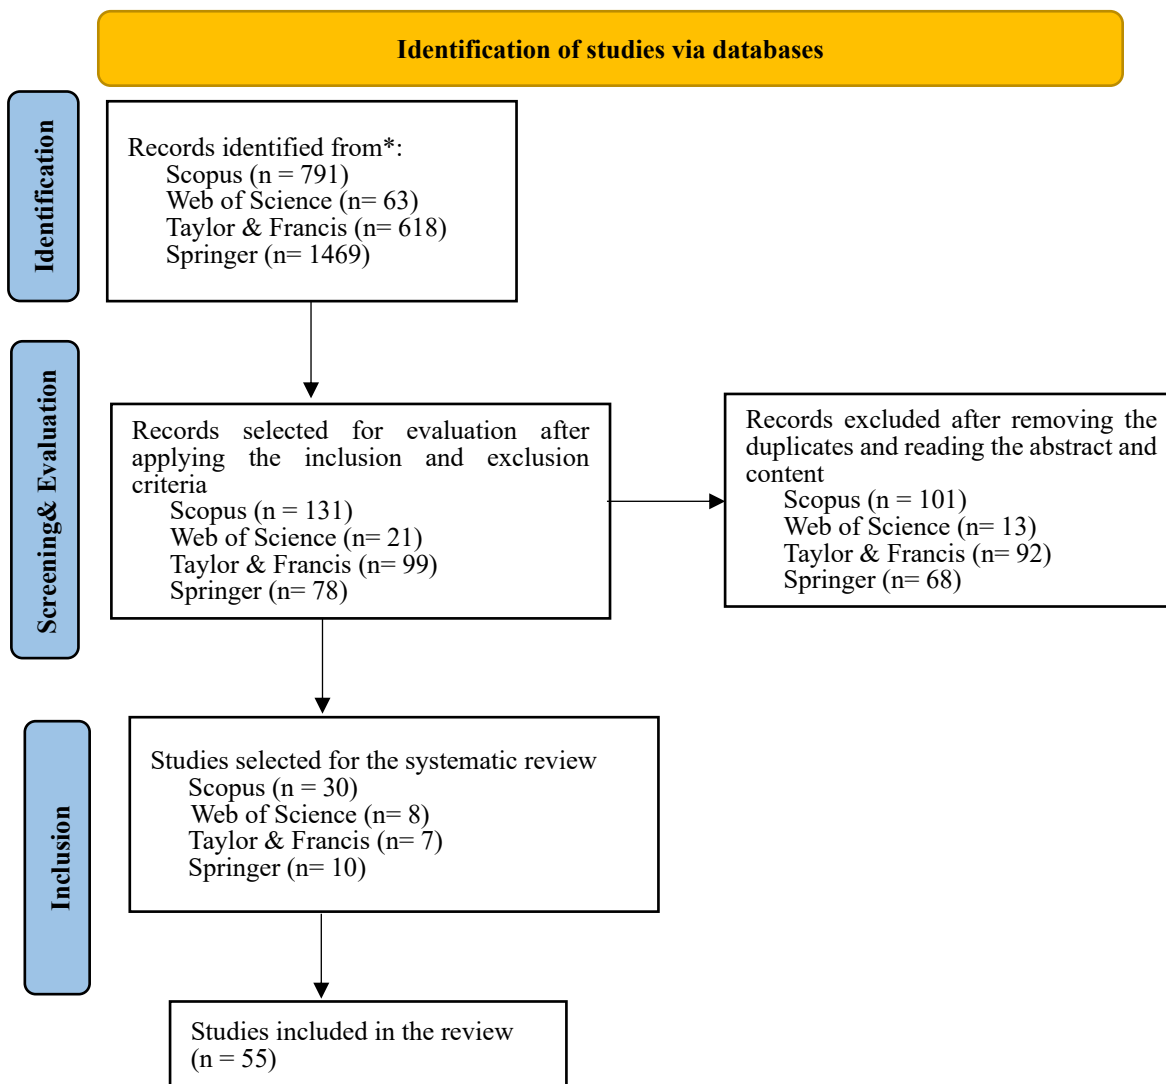 Identification of studies via databases
Identification
Records identified from*:
Scopus (n = 791)
Web of Science (n= 63)
Taylor & Francis (n= 618)
Springer (n= 1469)
Screening& Evaluation
Records selected for evaluation after
applying the inclusion and exclusion
criteria
Scopus (n = 131)
Web of Science (n= 21)
Taylor & Francis (n= 99)
Springer (n= 78)
Records excluded after removing the
duplicates and reading the abstract and
content
Scopus (n = 101)
Web of Science (n= 13)
Taylor & Francis (n= 92)
Springer (n= 68)
Inclusion
Studies selected for the systematic review
Scopus (n = 30)
Web of Science (n= 8)
Taylor & Francis (n= 7)
Springer (n= 10)
Studies included in the review
(n = 55)